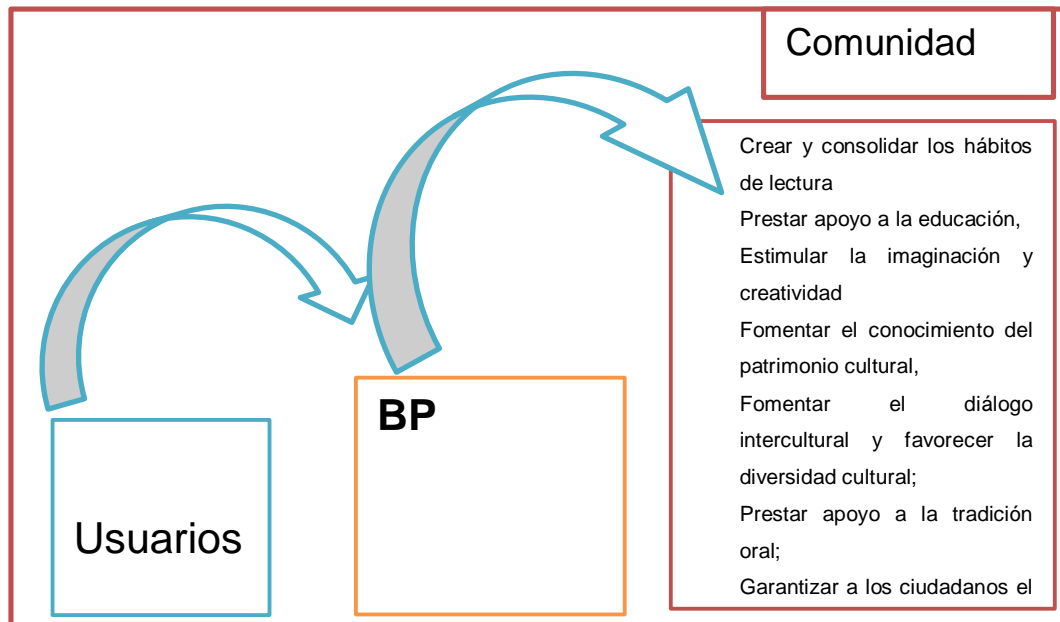 Comunidad
Crear y consolidar los hábitos
de lectura
Prestar apoyo a la educación,
Estimular la imaginación y
creatividad
Fomentar el conocimiento del
patrimonio cultural,
Fomentar el diálogo
intercultural y favorecer la
diversidad cultural;
Prestar apoyo a la tradición
oral;
Garantizar a los ciudadanos el
BP
Usuarios